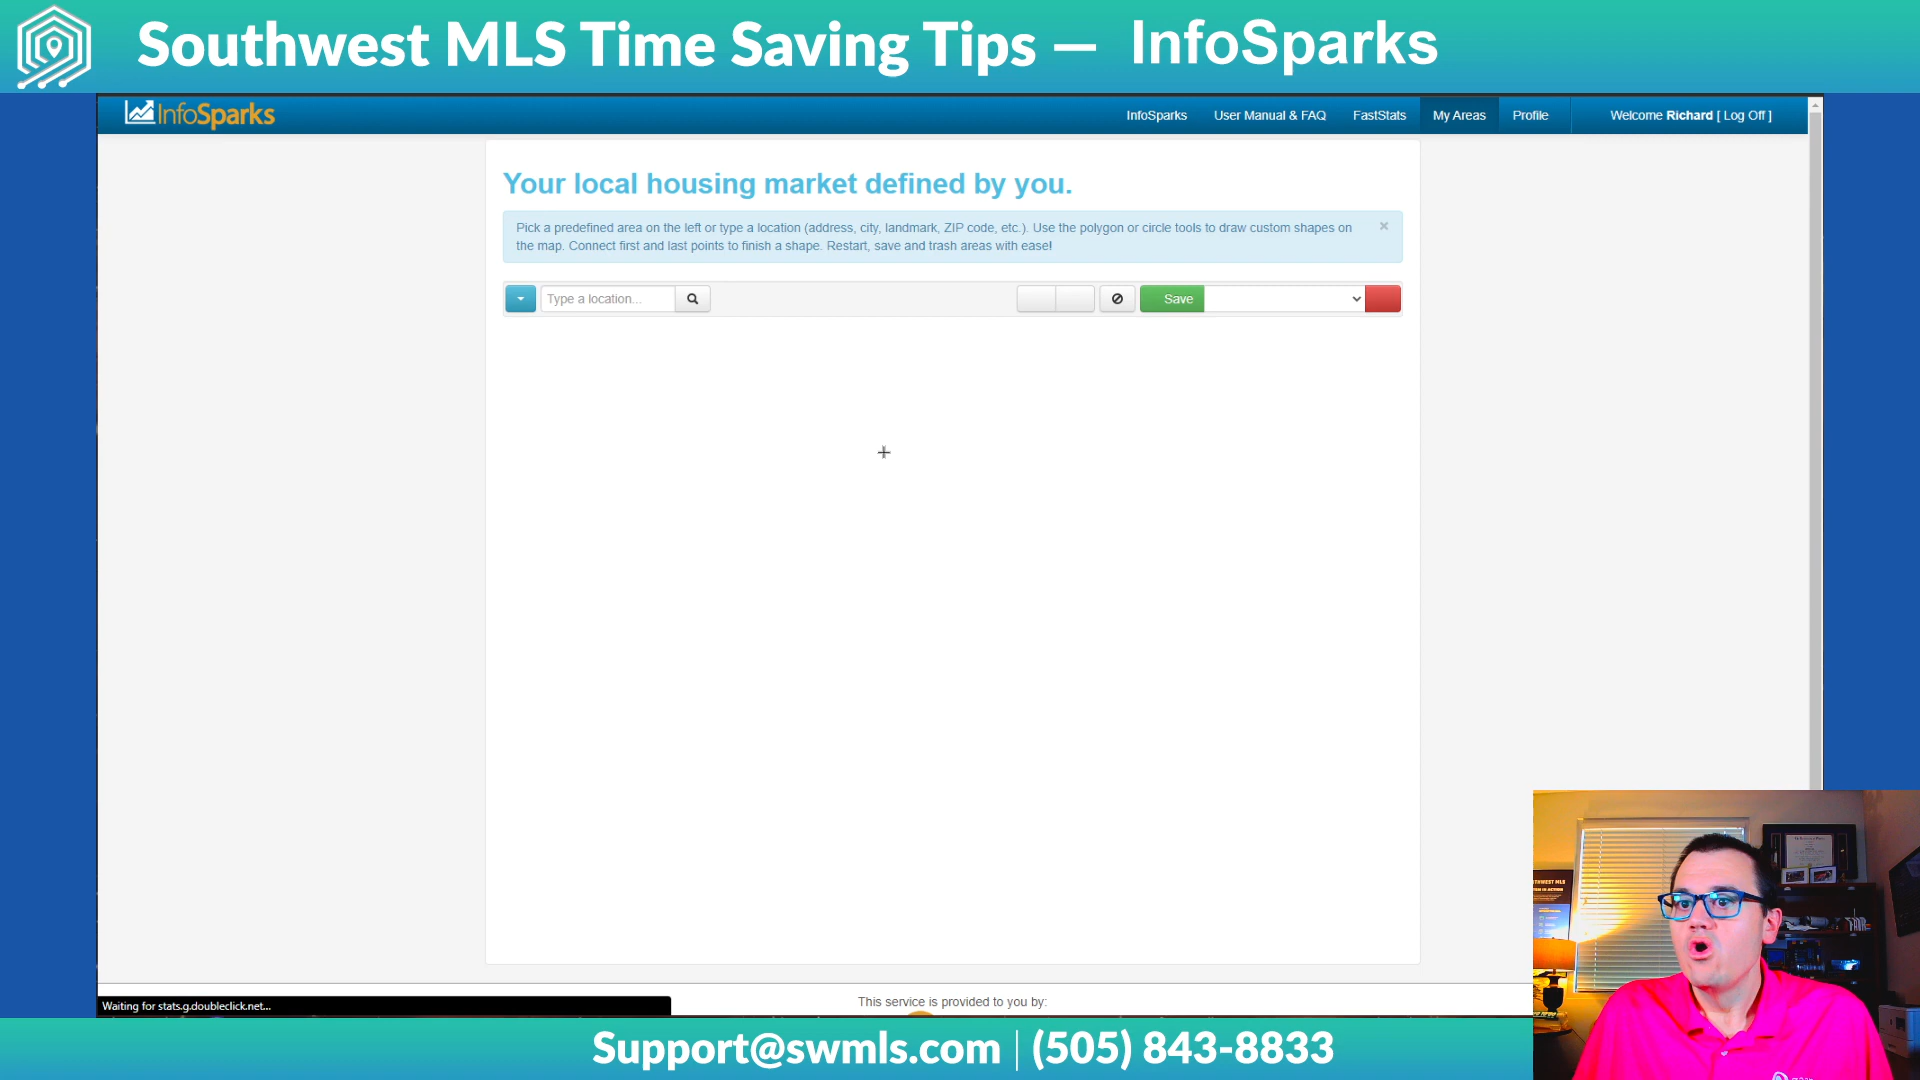 Southwest MLS Time Saving Tips — InfoSparks
InfoSparks
InfoSparks User Manual & FAQ FastStats My Areas Profile Welcome Richard [ Log Off ]
Your local housing market defined by you.
Pick a predefined area on the left or type a location (address, city, landmark, ZIP code, etc.). Use the polygon or circle tools to draw custom shapes on ×
the map. Connect first and last points to finish a shape. Restart, save and trash areas with ease!
Type a location... Save
Waiting for stats.g.doubleclick.net...
This service is provided to you by:
Support@swmls.com | (505) 843-8833